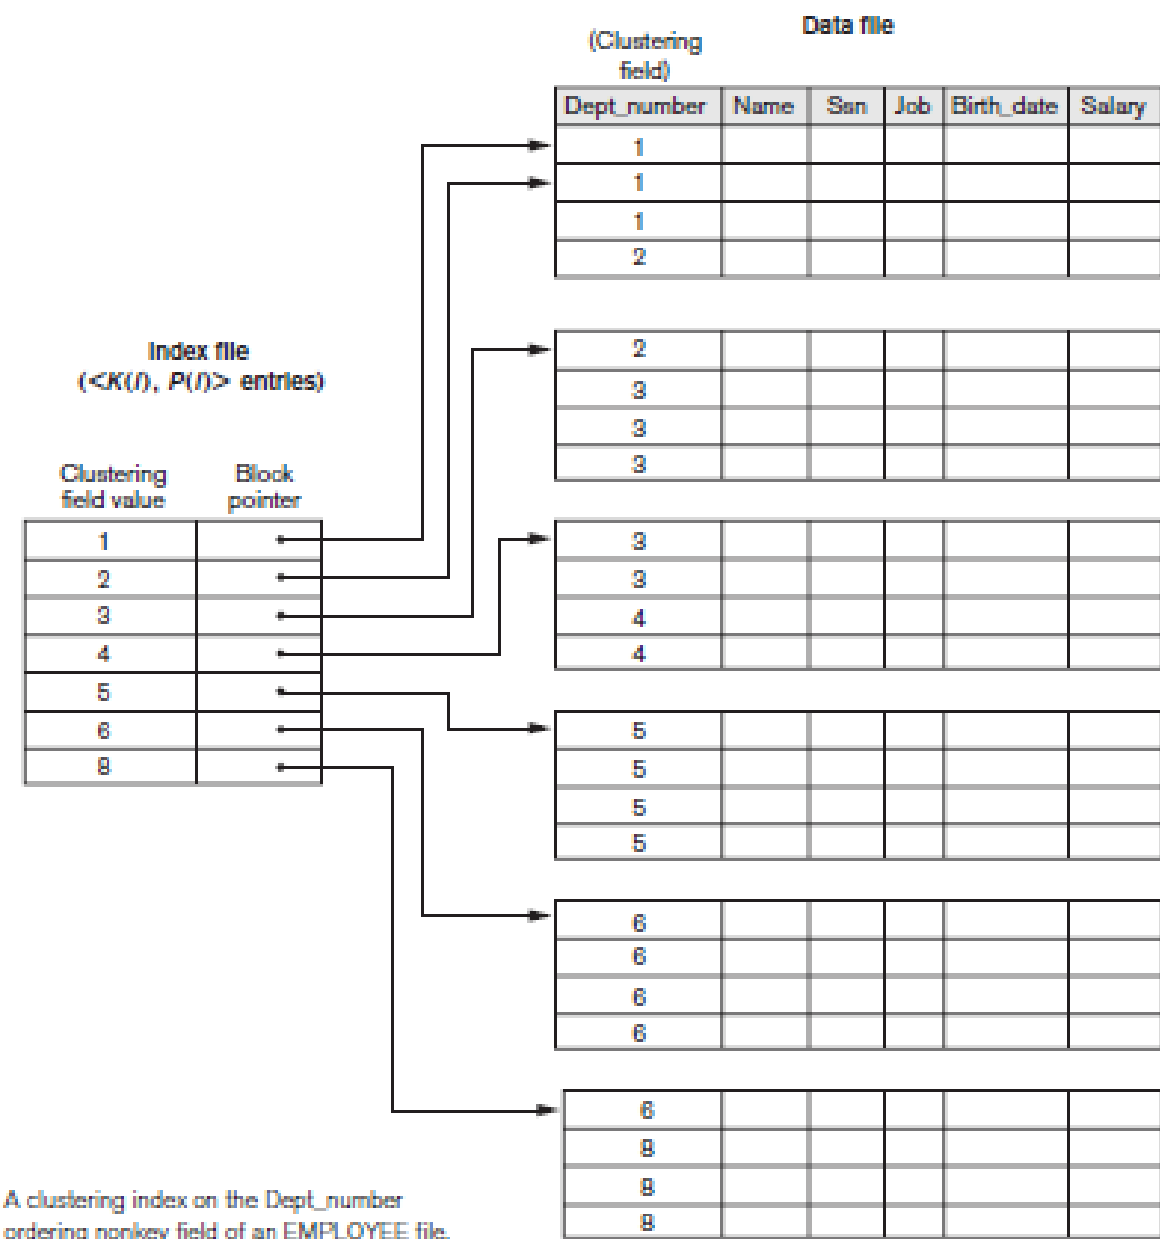 Data file
(Clustering
field)
Dept_number Name Ssn Job Birth_date Salary
1
1
1
2
2
3
3
3
3
3
4
4
5
5
5
5
6
6
6
6
6
8
8
8
Index file
(<K(i), P(i)> entries)
Clustering
field value
Block
pointer
1
2
3
4
5
6
8
A clustering index on the Dept_number
ordering nonkey field of an EMPLOYEE file.